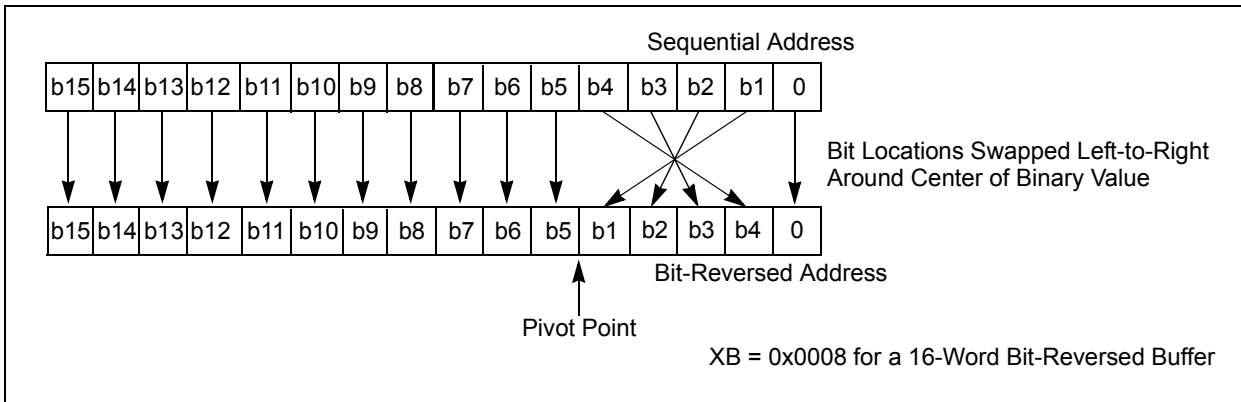 Sequential Address
b15 b14 b13 b12 b11 b10 b9 b8 b7 b6 b5 b4 b3 b2 b1 0
Bit Locations Swapped Left-to-Right
Around Center of Binary Value
b15 b14 b13 b12 b11 b10 b9 b8 b7 b6 b5 b1 b2 b3 b4 0
Bit-Reversed Address
Pivot Point
XB = 0x0008 for a 16-Word Bit-Reversed Buffer